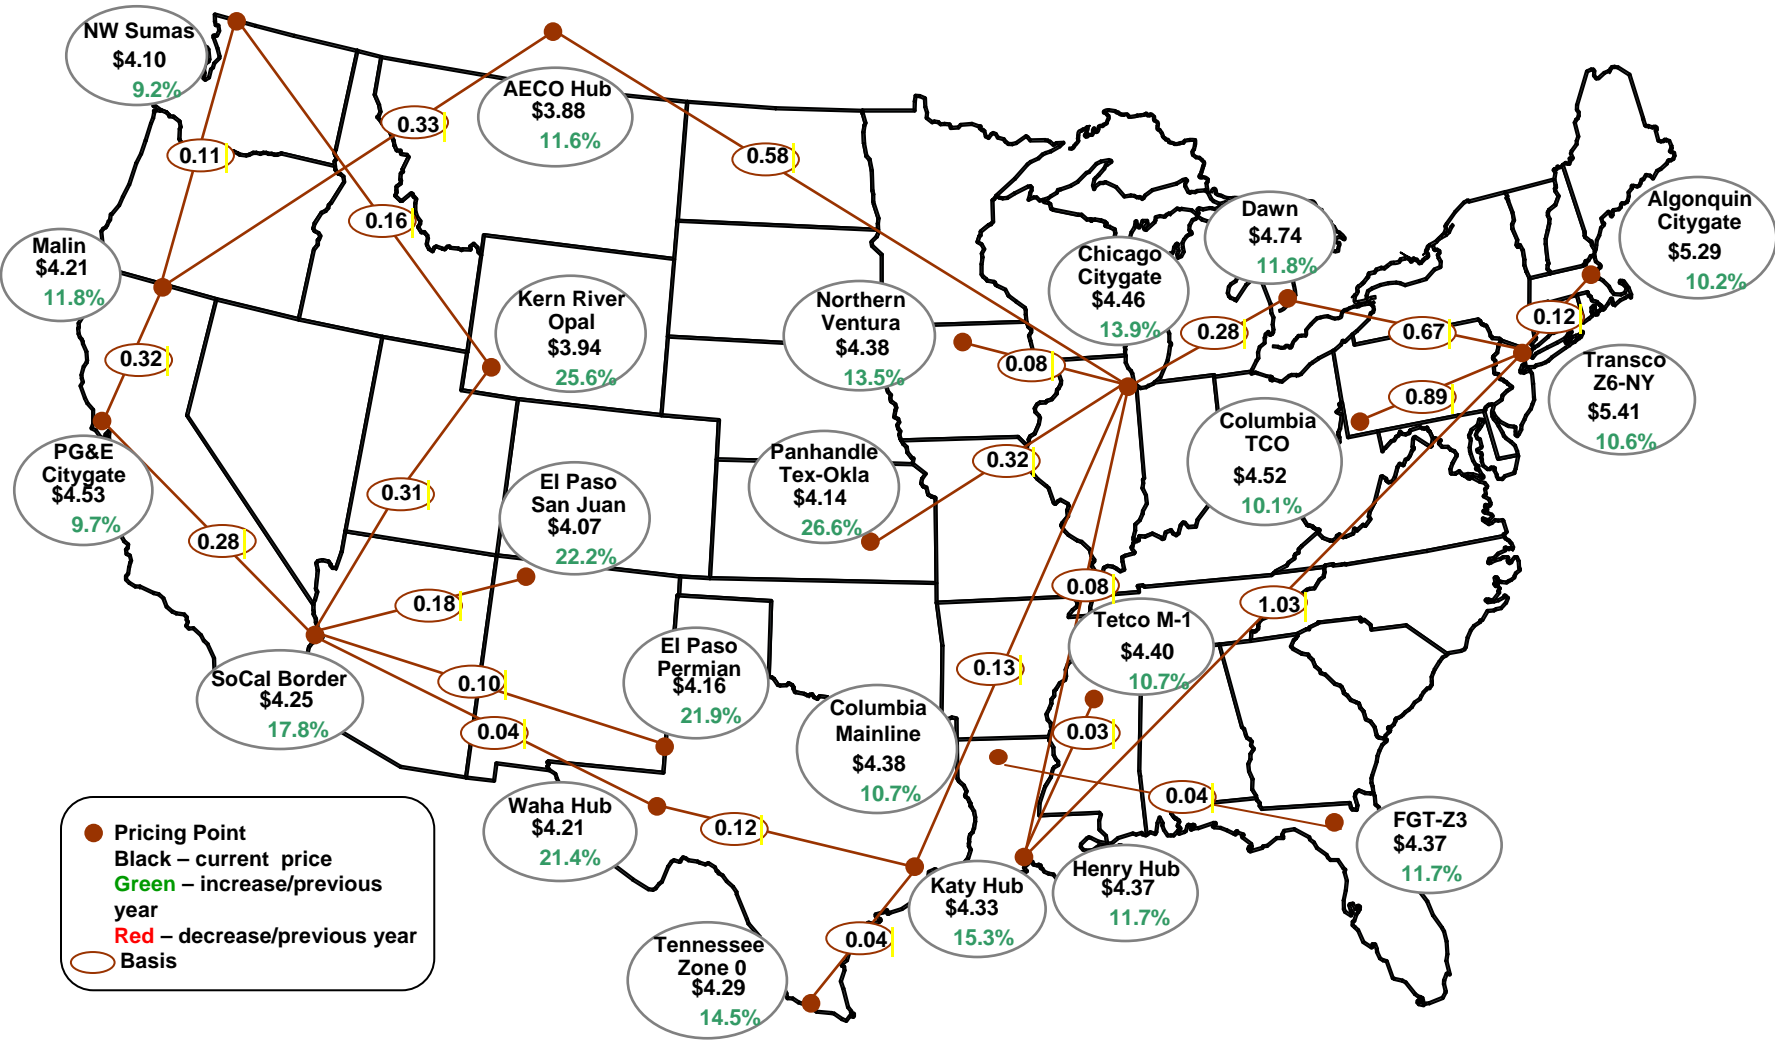 NW Sumas
$4.10
9.2%
AECO Hub
$3.88
11.6%
0.33
0.11
0.58
0.16
Malin
$4.21
11.8%
Kern River
Opal
$3.94
25.6%
Northern
Ventura
$4.38
13.5%
Chicago
Citygate
$4.46
13.9%
Dawn
$4.74
11.8%
Algonquin
Citygate
$5.29
10.2%
0.32
0.08
0.28
0.67
0.12
Transco
Z6-NY
$5.41
10.6%
0.89
PG&E
Citygate
$4.53
9.7%
0.28
0.31
El Paso
San Juan
$4.07
22.2%
Panhandle
Tex-Okla
$4.14
26.6%
0.32
Columbia
TCO
$4.52
10.1%
0.18
0.08
1.03
Tetco M-1
$4.40
10.7%
SoCal Border
$4.25
17.8%
0.10
0.04
El Paso
Permian
$4.16
21.9%
0.13
Columbia
Mainline
$4.38
10.7%
0.03
0.04
Waha Hub
$4.21
21.4%
0.12
Katy Hub
$4.33
15.3%
Henry Hub
$4.37
11.7%
FGT-Z3
$4.37
11.7%
0.04
Tennessee
Zone 0
$4.29
14.5%
Pricing Point
Black – current price
Green – increase/previous
year
Red – decrease/previous year
Basis